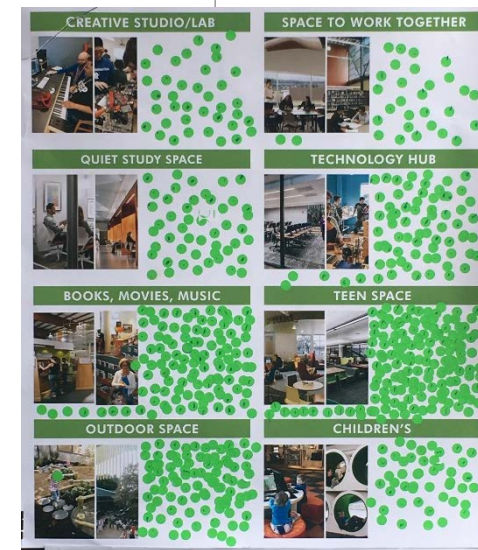 CREATIVE STUDIO/LAB
SPACE TO WORK TOGETHER
QUIET STUDY SPACE
TECHNOLOGY HUB
BOOKS, MOVIES, MUSIC
TEEN SPACE
OUTDOOR SPACE
CHILDREN'S